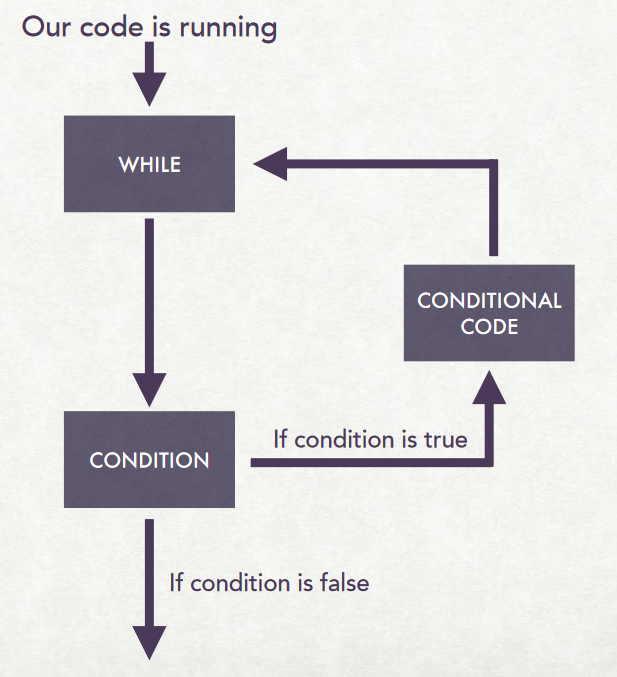 Our code is running
WHILE
CONDITIONAL
CODE
If condition is true
CONDITION
If condition is false